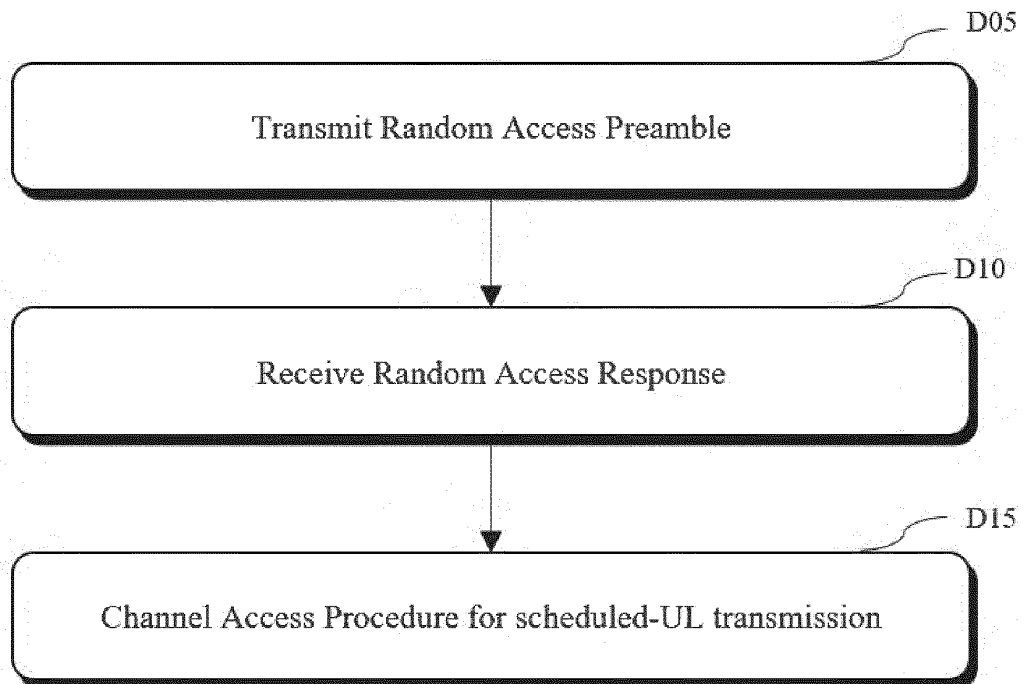 D05
Transmit Random Access Preamble
D10
Receive Random Access Response
D15
Channel Access Procedure for scheduled-UL transmission